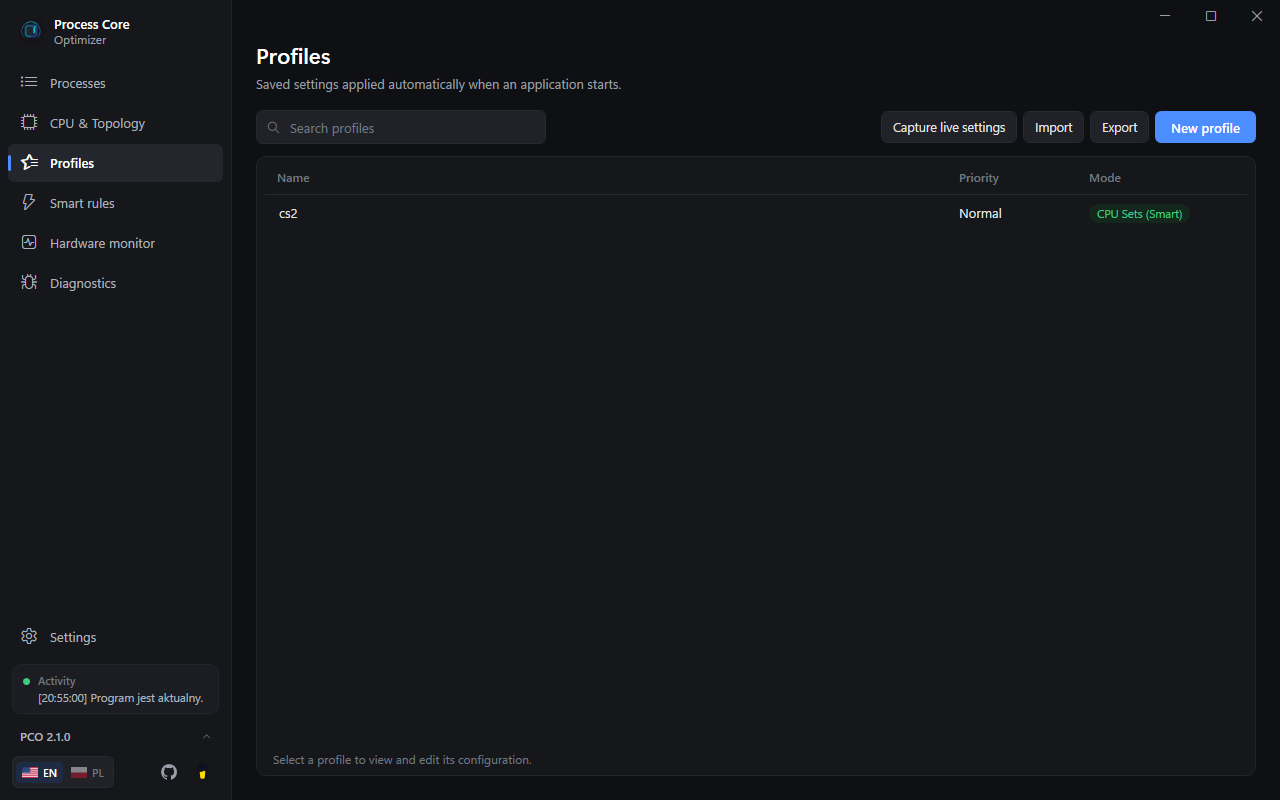 Process Core
Optimizer
Processes
CPU & Topology
Profiles
Smart rules
Hardware monitor
Diagnostics
Settings
Activity
[20:55:00] Program jest aktualny.
PCO 2.1.0
EN PL
Profiles
Saved settings applied automatically when an application starts.
Search profiles
Capture live settings Import Export New profile
Name Priority Mode
cs2 Normal CPU Sets (Smart)
Select a profile to view and edit its configuration.